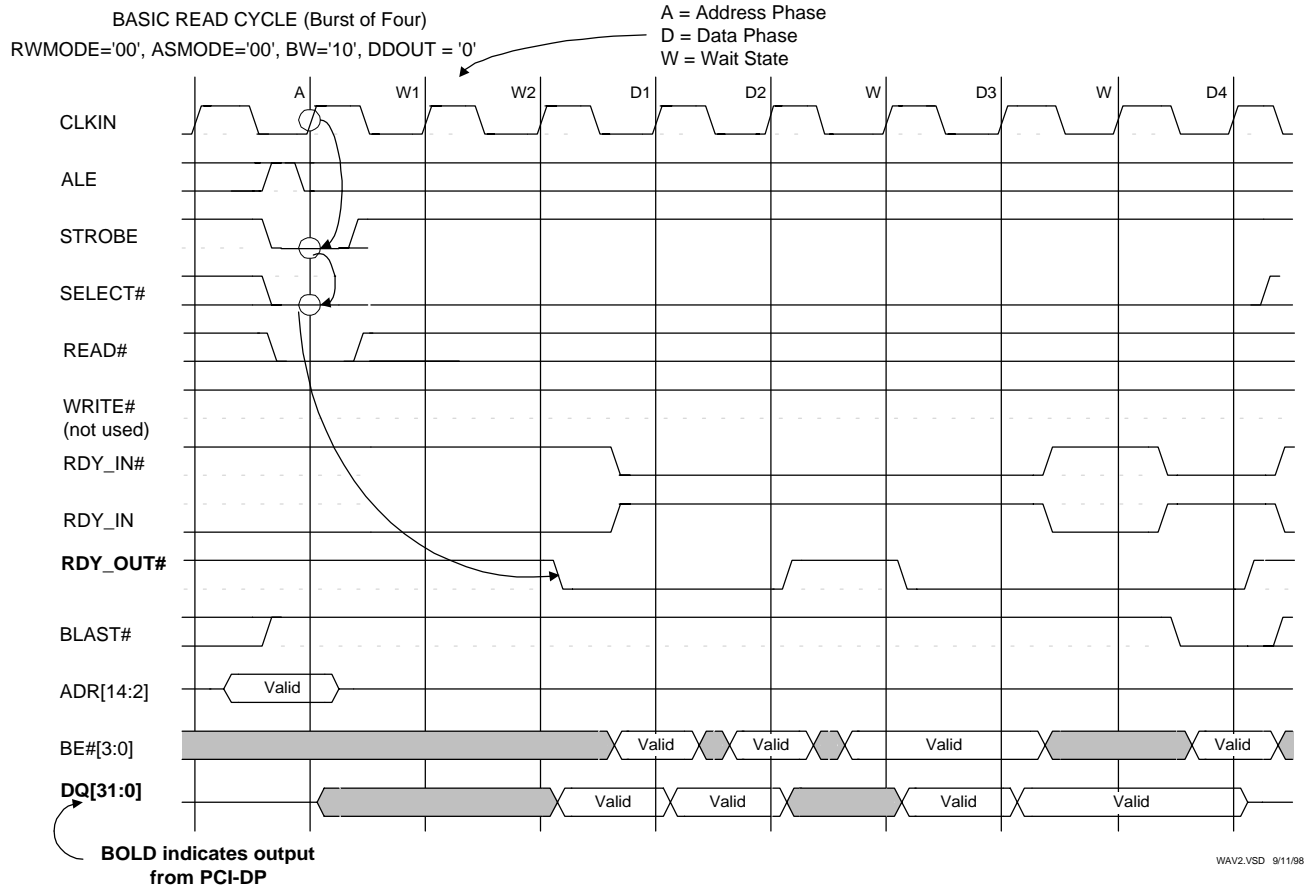 BASIC READ CYCLE (Burst of Four)
RWMODE='00', ASMODE='00', BW='10', DDOUT = '0'
A = Address Phase
D = Data Phase
W = Wait State
A W1 W2 D1 D2 W D3 W D4
CLKIN
ALE
STROBE
SELECT#
READ#
WRITE#
(not used)
RDY_IN#
RDY_IN
RDY_OUT#
BLAST#
ADR[14:2] Valid
BE#[3:0] Valid Valid Valid Valid
DQ[31:0] Valid Valid Valid Valid
BOLD indicates output
from PCI-DP
WAV2.VSD 9/11/98